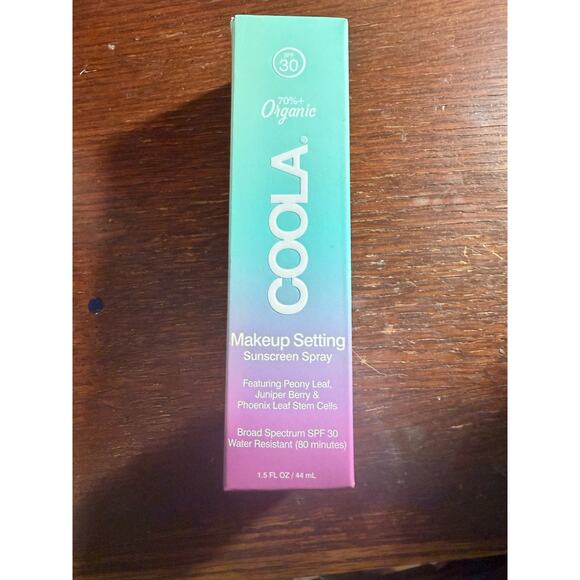 SPF
30
70%+
Organic
COOLA®
Makeup Setting
Sunscreen Spray
Featuring Peony Leaf,
Juniper Berry &
Phoenix Leaf Stem Cells
Broad Spectrum SPF 30
Water Resistant (80 minutes)
1.5 FL OZ / 44 mL